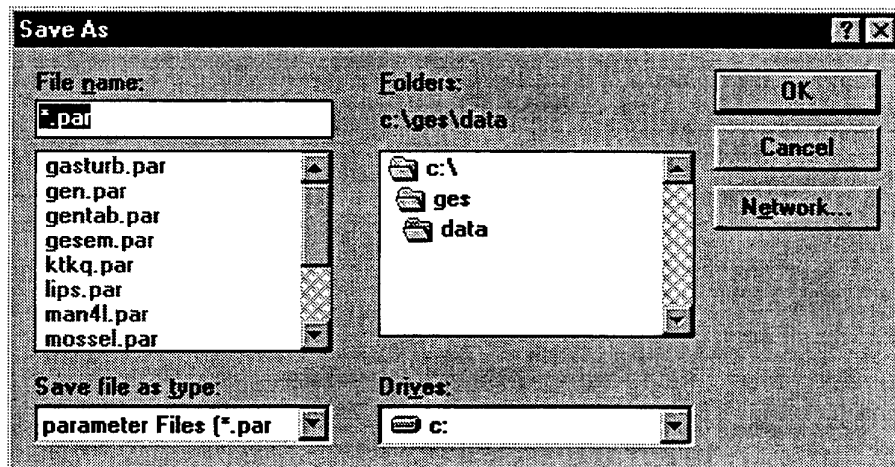 Save As
File name:
*.par
gasturb.par
gen.par
gentab.par
gesem.par
ktkq.par
lips.par
man4l.par
mossel.par
Save file as type:
parameter Files (*.par
Folders:
c:\ges\data
c:\
ges
data
Drives:
c:
OK
Cancel
Network...